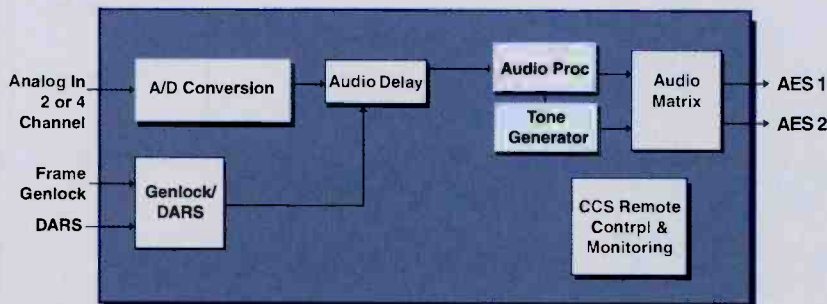 Analog In
2 or 4
Channel
A/D Conversion
Audio Delay
Audio Proc
Tone
Generator
Audio
Matrix
AES 1
AES 2
Frame
Genlock
DARS
Genlock/
DARS
CCS Remote
Contrpl &
Monitoring